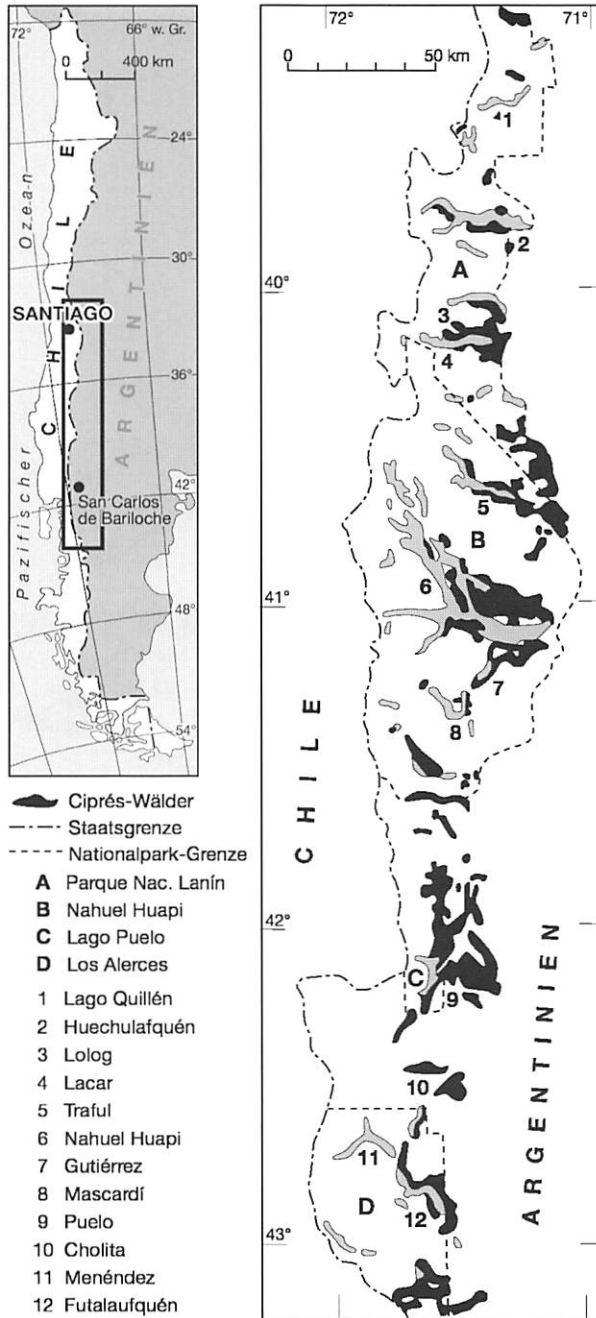 72°
66° w. Gr.
0 400 km
24°
Ozean
CHILE
ARGENTINIEN
30°
SANTIAGO
36°
42°
San Carlos
de Bariloche
Pazifischer
48°
54°
Ciprés-Wälder
Staatsgrenze
Nationalpark-Grenze
A Parque Nac. Lanín
B Nahuel Huapi
C Lago Puelo
D Los Alerces
1 Lago Quillén
2 Huechulafquén
3 Lolog
4 Lacar
5 Traful
6 Nahuel Huapi
7 Gutiérrez
8 Mascardí
9 Puelo
10 Cholita
11 Menéndez
12 Futalaufquén
72° 71°
0 50 km
1
2
A
40°
3
4
5
B
6
41°
7
8
CHILE
42°
C
9
ARGENTINIEN
10
11
D
12
43°